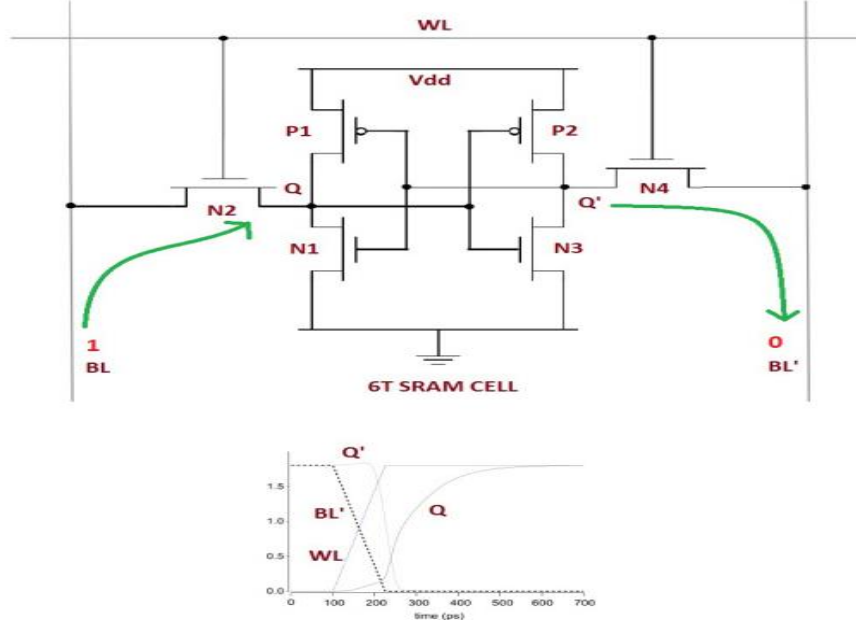 WL
Vdd
P1
P2
Q
N2
N4
Q'
N1
N3
1
BL
0
BL'
6T SRAM CELL
Q'
1.5
BL'
Q
1.0
WL
0.5
0.0
0 100 200 300 400 500 600 700
time (ps)